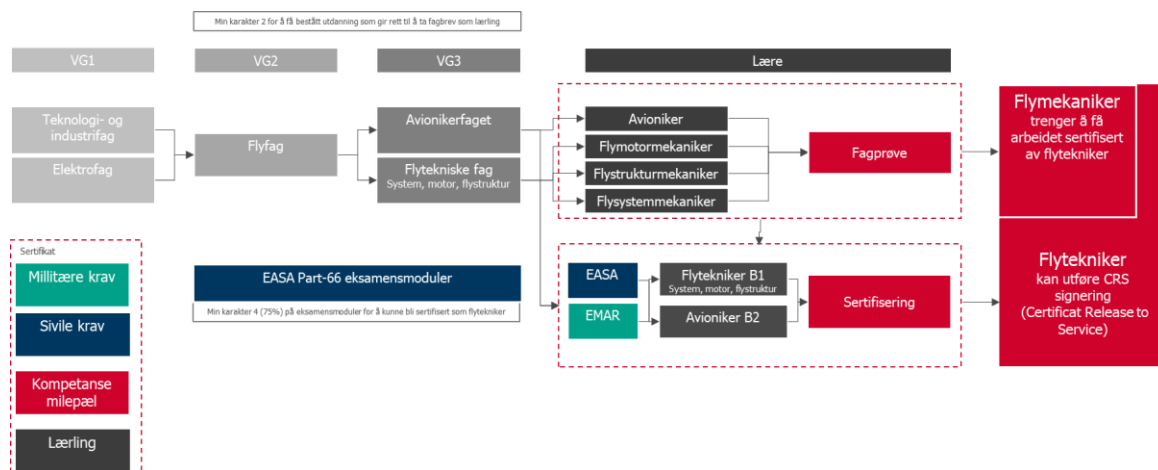 Min karakter 2 for å få bestått utdanning som gir rett til å ta fagbrev som lærling
VG1
VG2
VG3
Lære
Teknologi- og
industrifag
Elektrofag
Flyfag
Avionikerfaget
Flytekniske fag
System, motor, flystruktur
Avioniker
Flymotormekaniker
Flystrukturmekaniker
Flysystemmekaniker
Fagprøve
Flymekaniker
trenger å få
arbeidet sertifisert
av flytekniker
Sertifikat
Millitære krav
Sivile krav
Kompetanse
milepæl
Lærling
EASA Part-66 eksamensmoduler
Min karakter 4 (75%) på eksamensmoduler for å kunne bli sertifisert som flytekniker
EASA
EMAR
Flytekniker B1
System, motor, flystruktur
Avioniker B2
Sertifisering
Flytekniker
kan utføre CRS
signering
(Certificat Release to
Service)